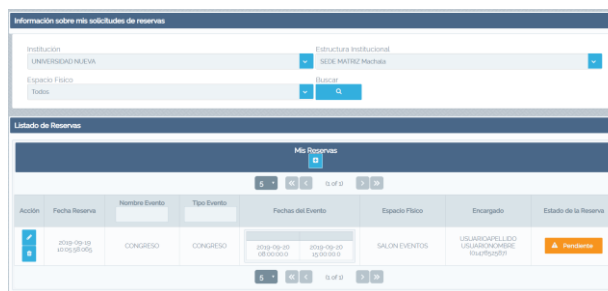 Información sobre mis solicitudes de reservas
Institución
Estructura Institucional
UNIVERSIDAD NUEVA
SEDE MATRIZ Machala
Espacio Físico
Buscar
Todos
Listado de Reservas
Mis Reservas
5
(1 of 1)
Acción
Fecha Reserva
Nombre Evento
Tipo Evento
Fechas del Evento
Espacio Físico
Encargado
Estado de la Reserva
2019-09-19
10:05:56.065
CONGRESO
CONGRESO
2019-09-20
08:00:00.0
2019-09-20
15:00:00.0
SALON EVENTOS
USUARIOAPELLIDO
USUARIONOMBRE
Pendiente
5
(1 of 1)